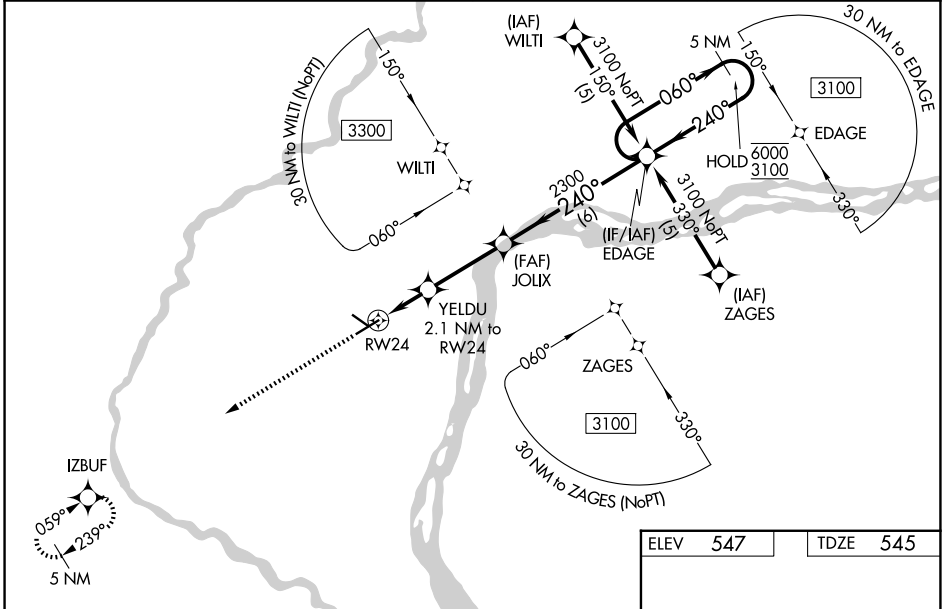 (IAF)
WILTI
3100 NoPT
150°
(5)
5 NM
060°
240°
HOLD
6000
3100
30 NM to EDAGE
150°
3100
EDAGE
330°
30 NM to WILTI (NoPT)
150°
3300
WILTI
060°
2300
240°
(6)
(IF/IAF)
EDAGE
3100 NoPT
330°
(5)
(IAF)
ZAGES
(FAF)
JOLIX
YELDU
2.1 NM to
RW24
RW24
060°
ZAGES
3100
330°
30 NM to ZAGES (NoPT)
IZBUF
059°
239°
5 NM
ELEV 547
TDZE 545